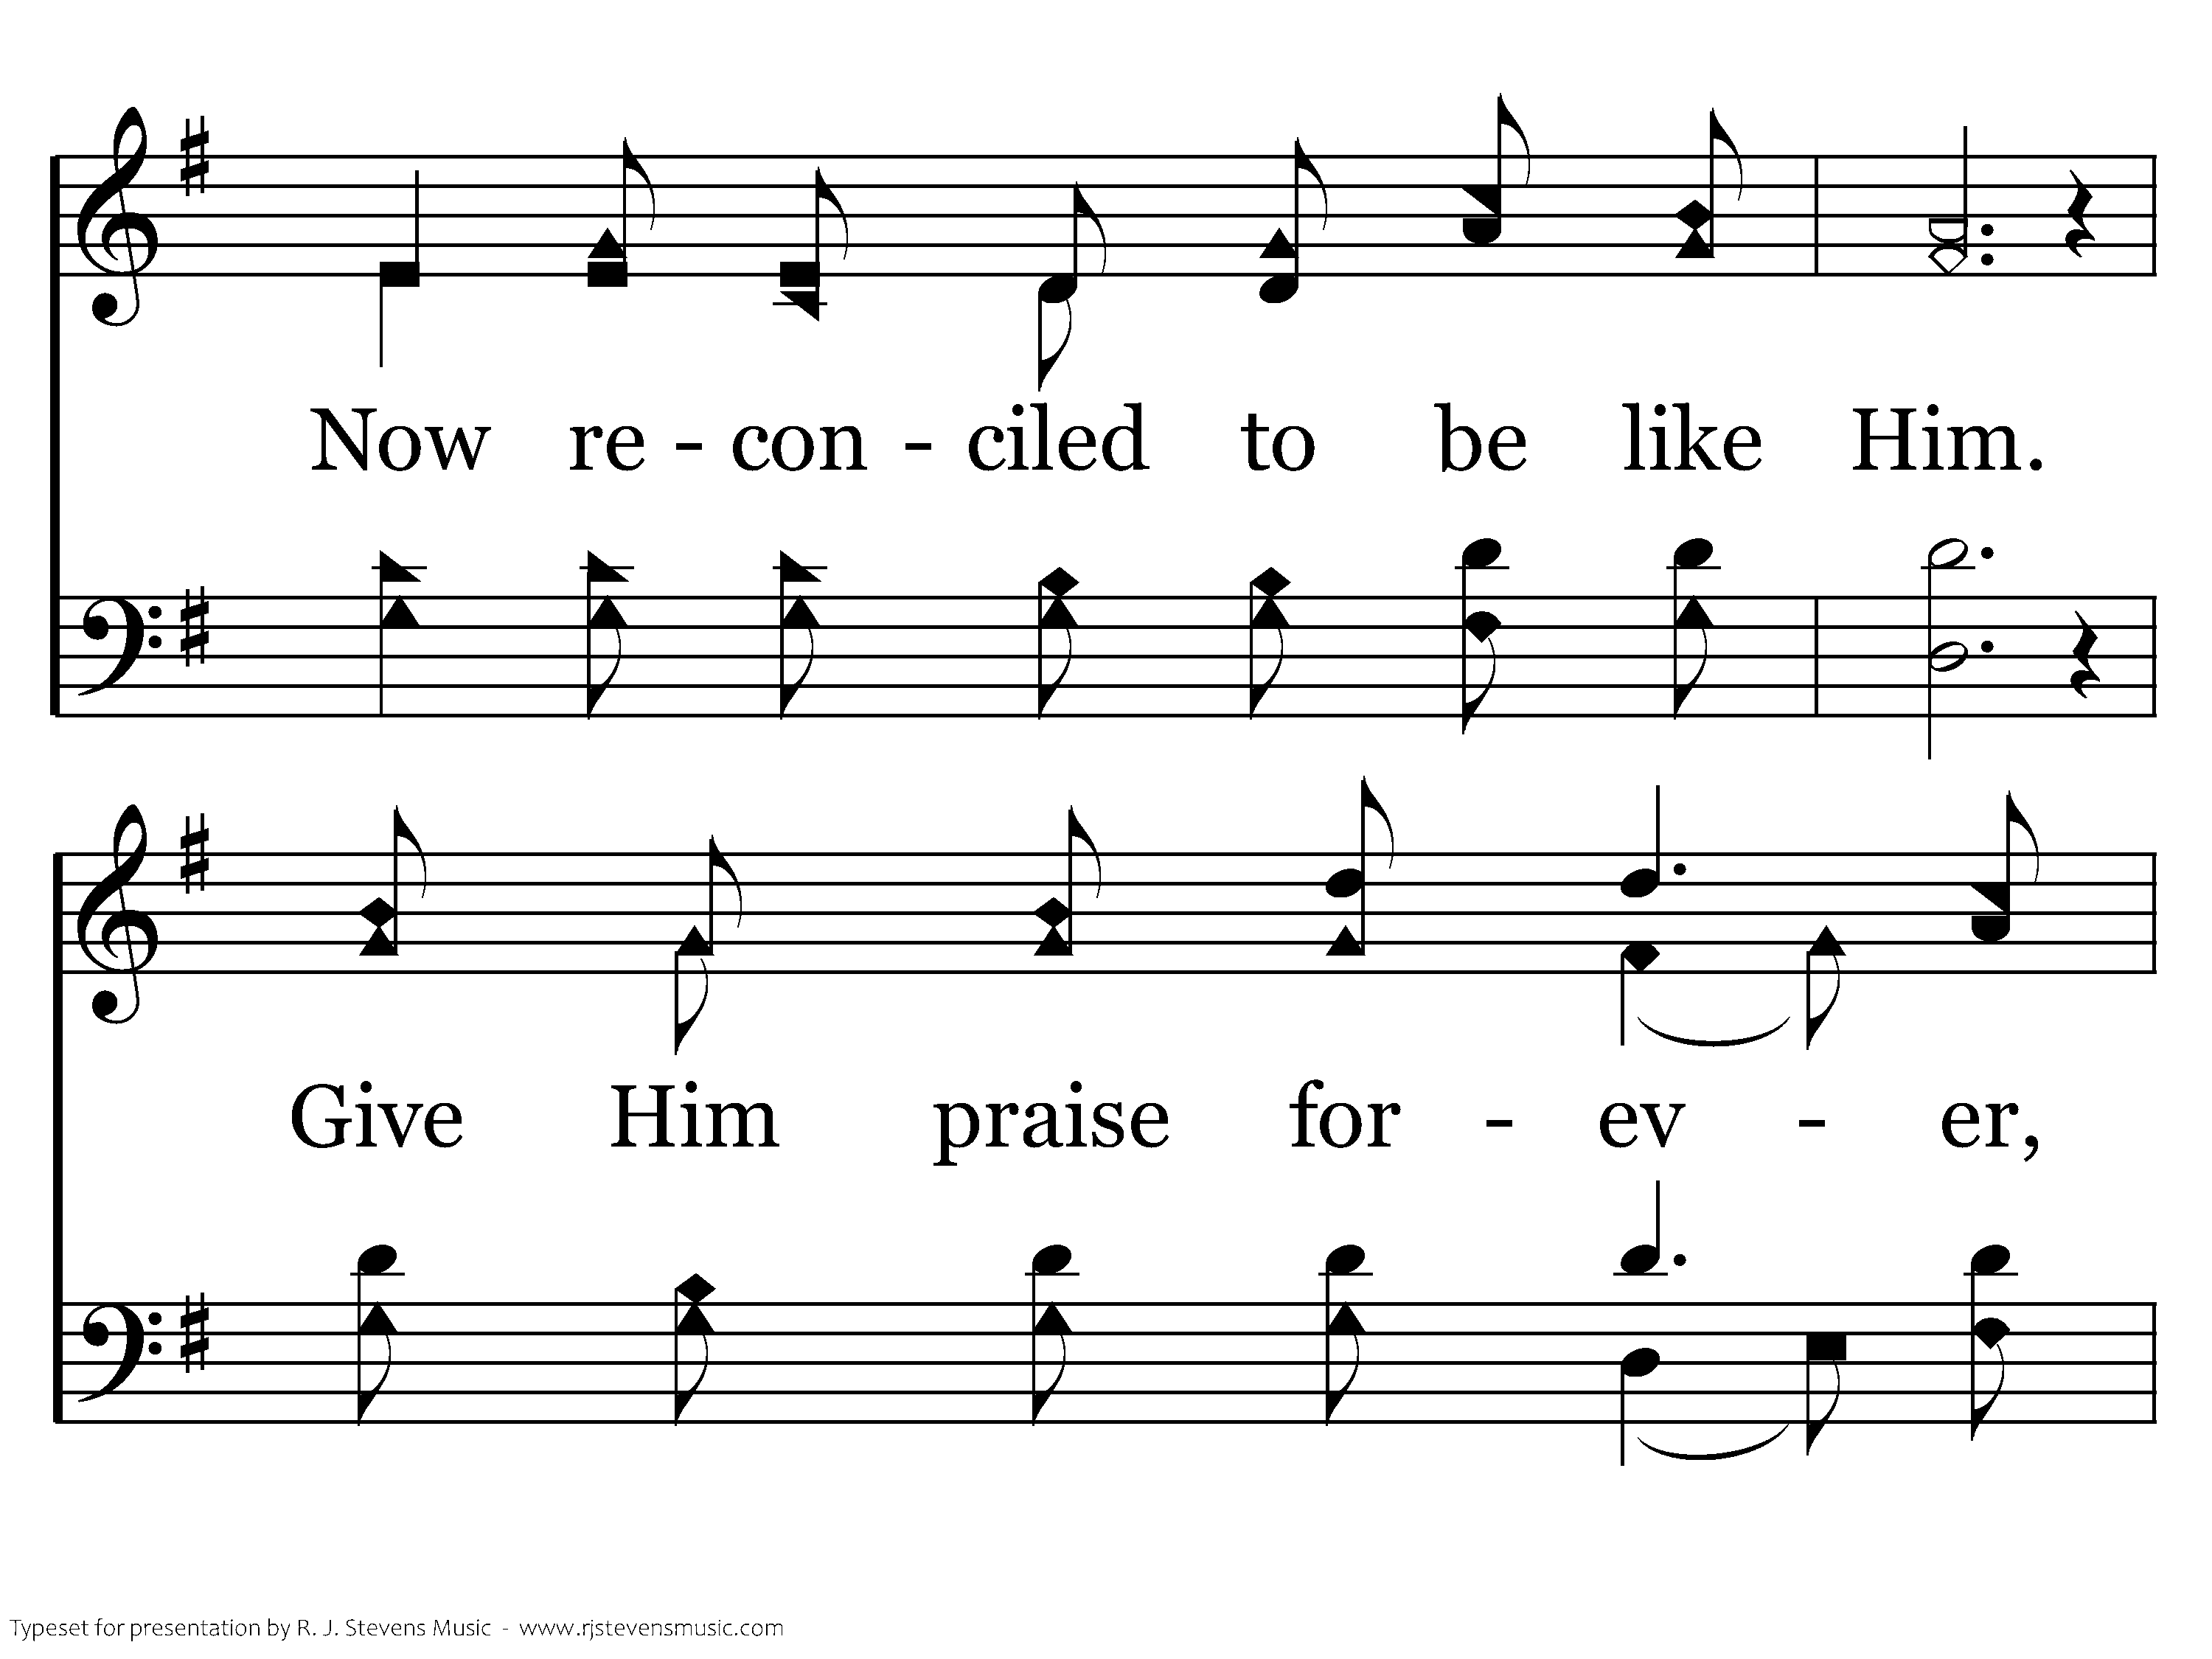 Now re - con - ciled to be like Him.
Give Him praise for - ev - er,
Typeset for presentation by R. J. Stevens Music - www.rjstevensmusic.com